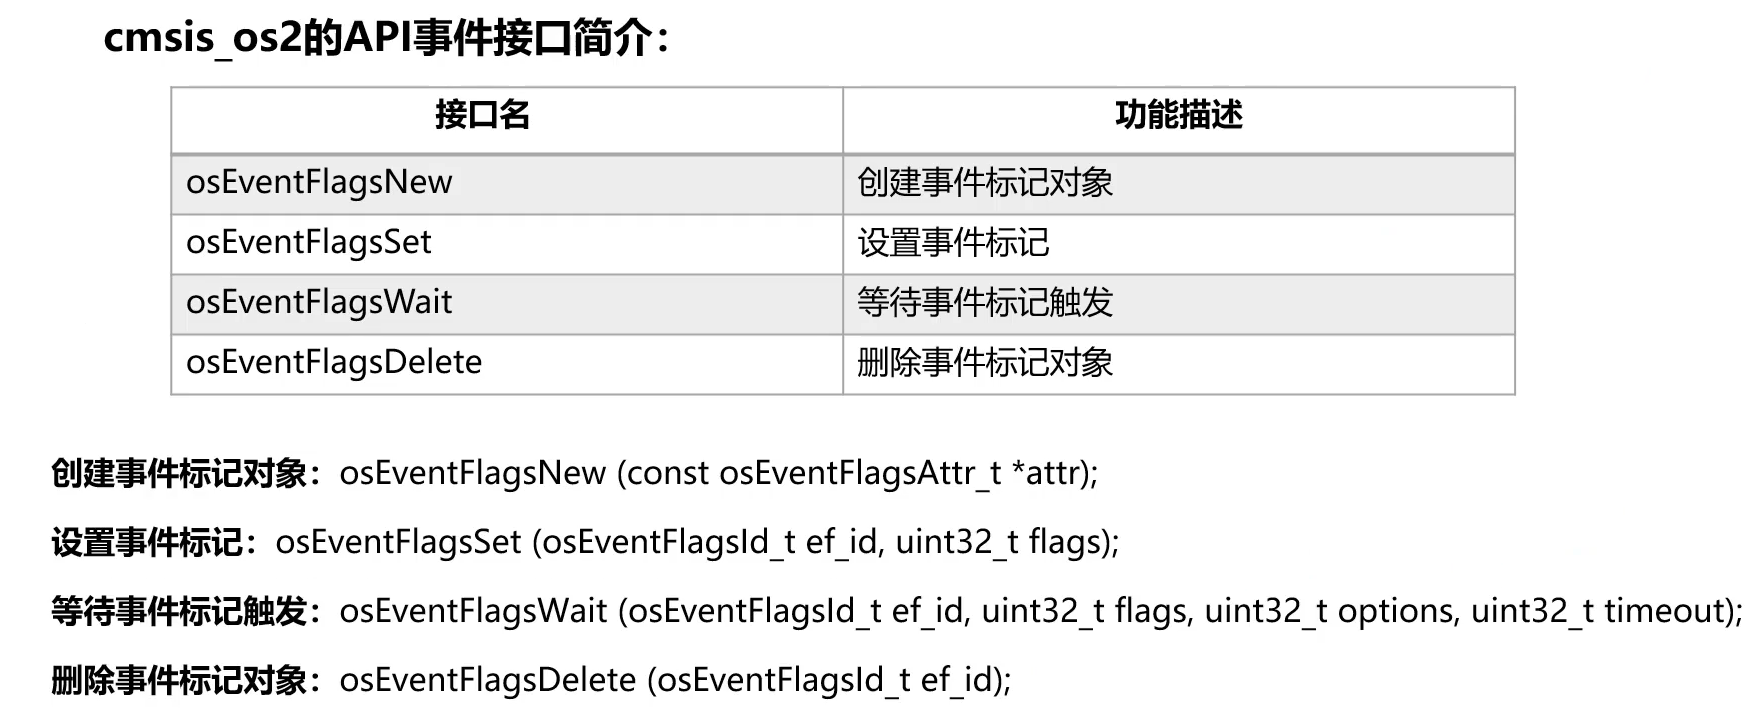 cmsis_os2的API事件接口简介：
接口名 功能描述
osEventFlagsNew 创建事件标记对象
osEventFlagsSet 设置事件标记
osEventFlagsWait 等待事件标记触发
osEventFlagsDelete 删除事件标记对象
创建事件标记对象：osEventFlagsNew (const osEventFlagsAttr_t *attr);
设置事件标记：osEventFlagsSet (osEventFlagsId_t ef_id, uint32_t flags);
等待事件标记触发：osEventFlagsWait (osEventFlagsId_t ef_id, uint32_t flags, uint32_t options, uint32_t timeout);
删除事件标记对象：osEventFlagsDelete (osEventFlagsId_t ef_id);